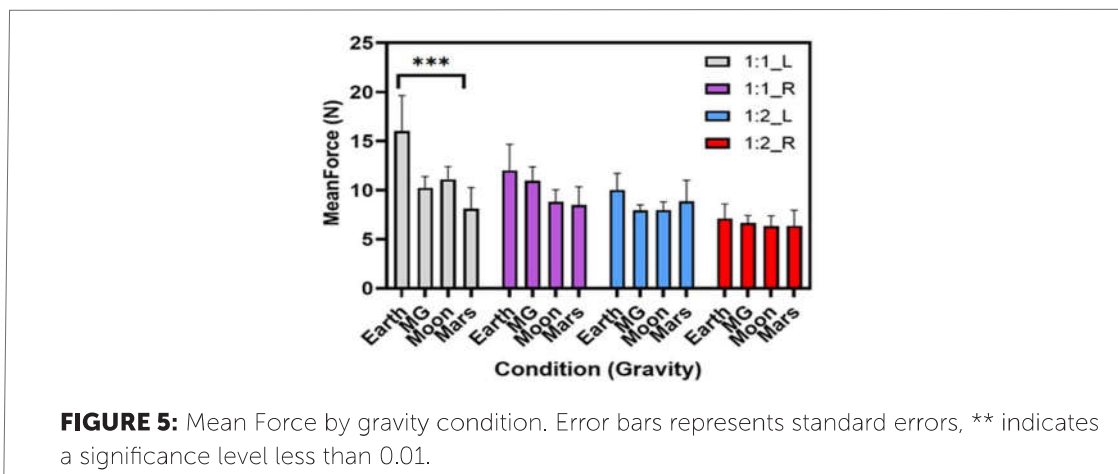 25
20
15
10
5
0
MeanForce (N)
***
1:1_L
1:1_R
1:2_L
1:2_R
Earth MG Moon Mars Earth MG Moon Mars Earth MG Moon Mars Earth MG Moon Mars
Condition (Gravity)
FIGURE 5: Mean Force by gravity condition. Error bars represents standard errors, ** indicates
a significance level less than 0.01.